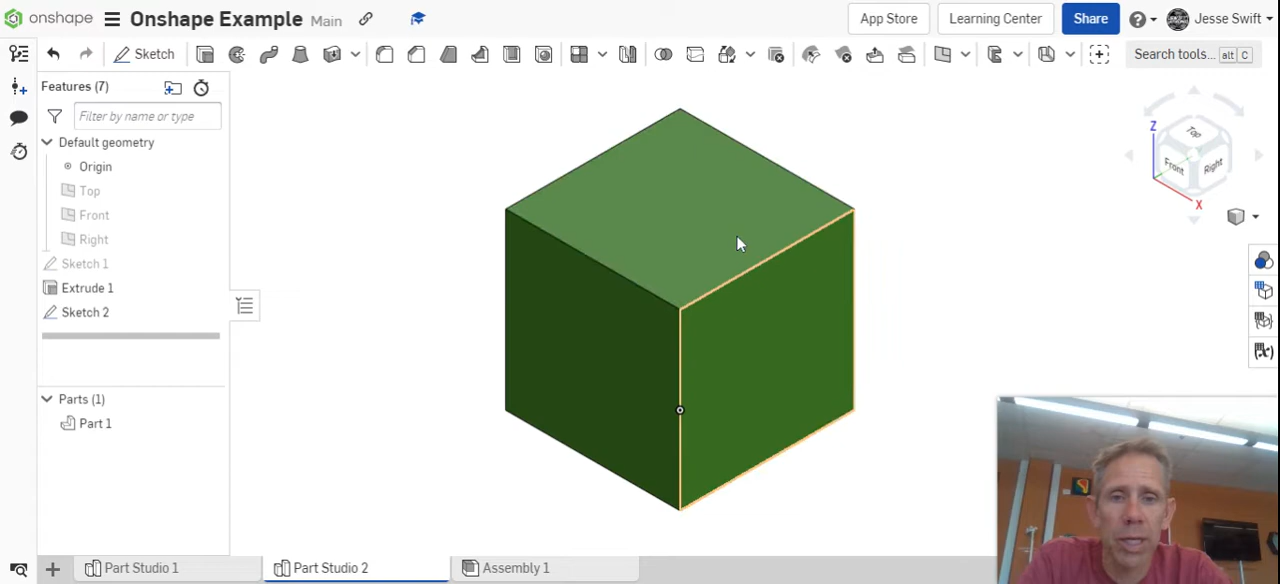 onshape Onshape Example Main App Store Learning Center Share Jesse Swift
Sketch Search tools... alt C
Features (7)
Filter by name or type
Default geometry
Origin
Top
Front
Right
Sketch 1
Extrude 1
Sketch 2
Parts (1)
Part 1
Z
Top
Front
Right
X
Part Studio 1 Part Studio 2 Assembly 1